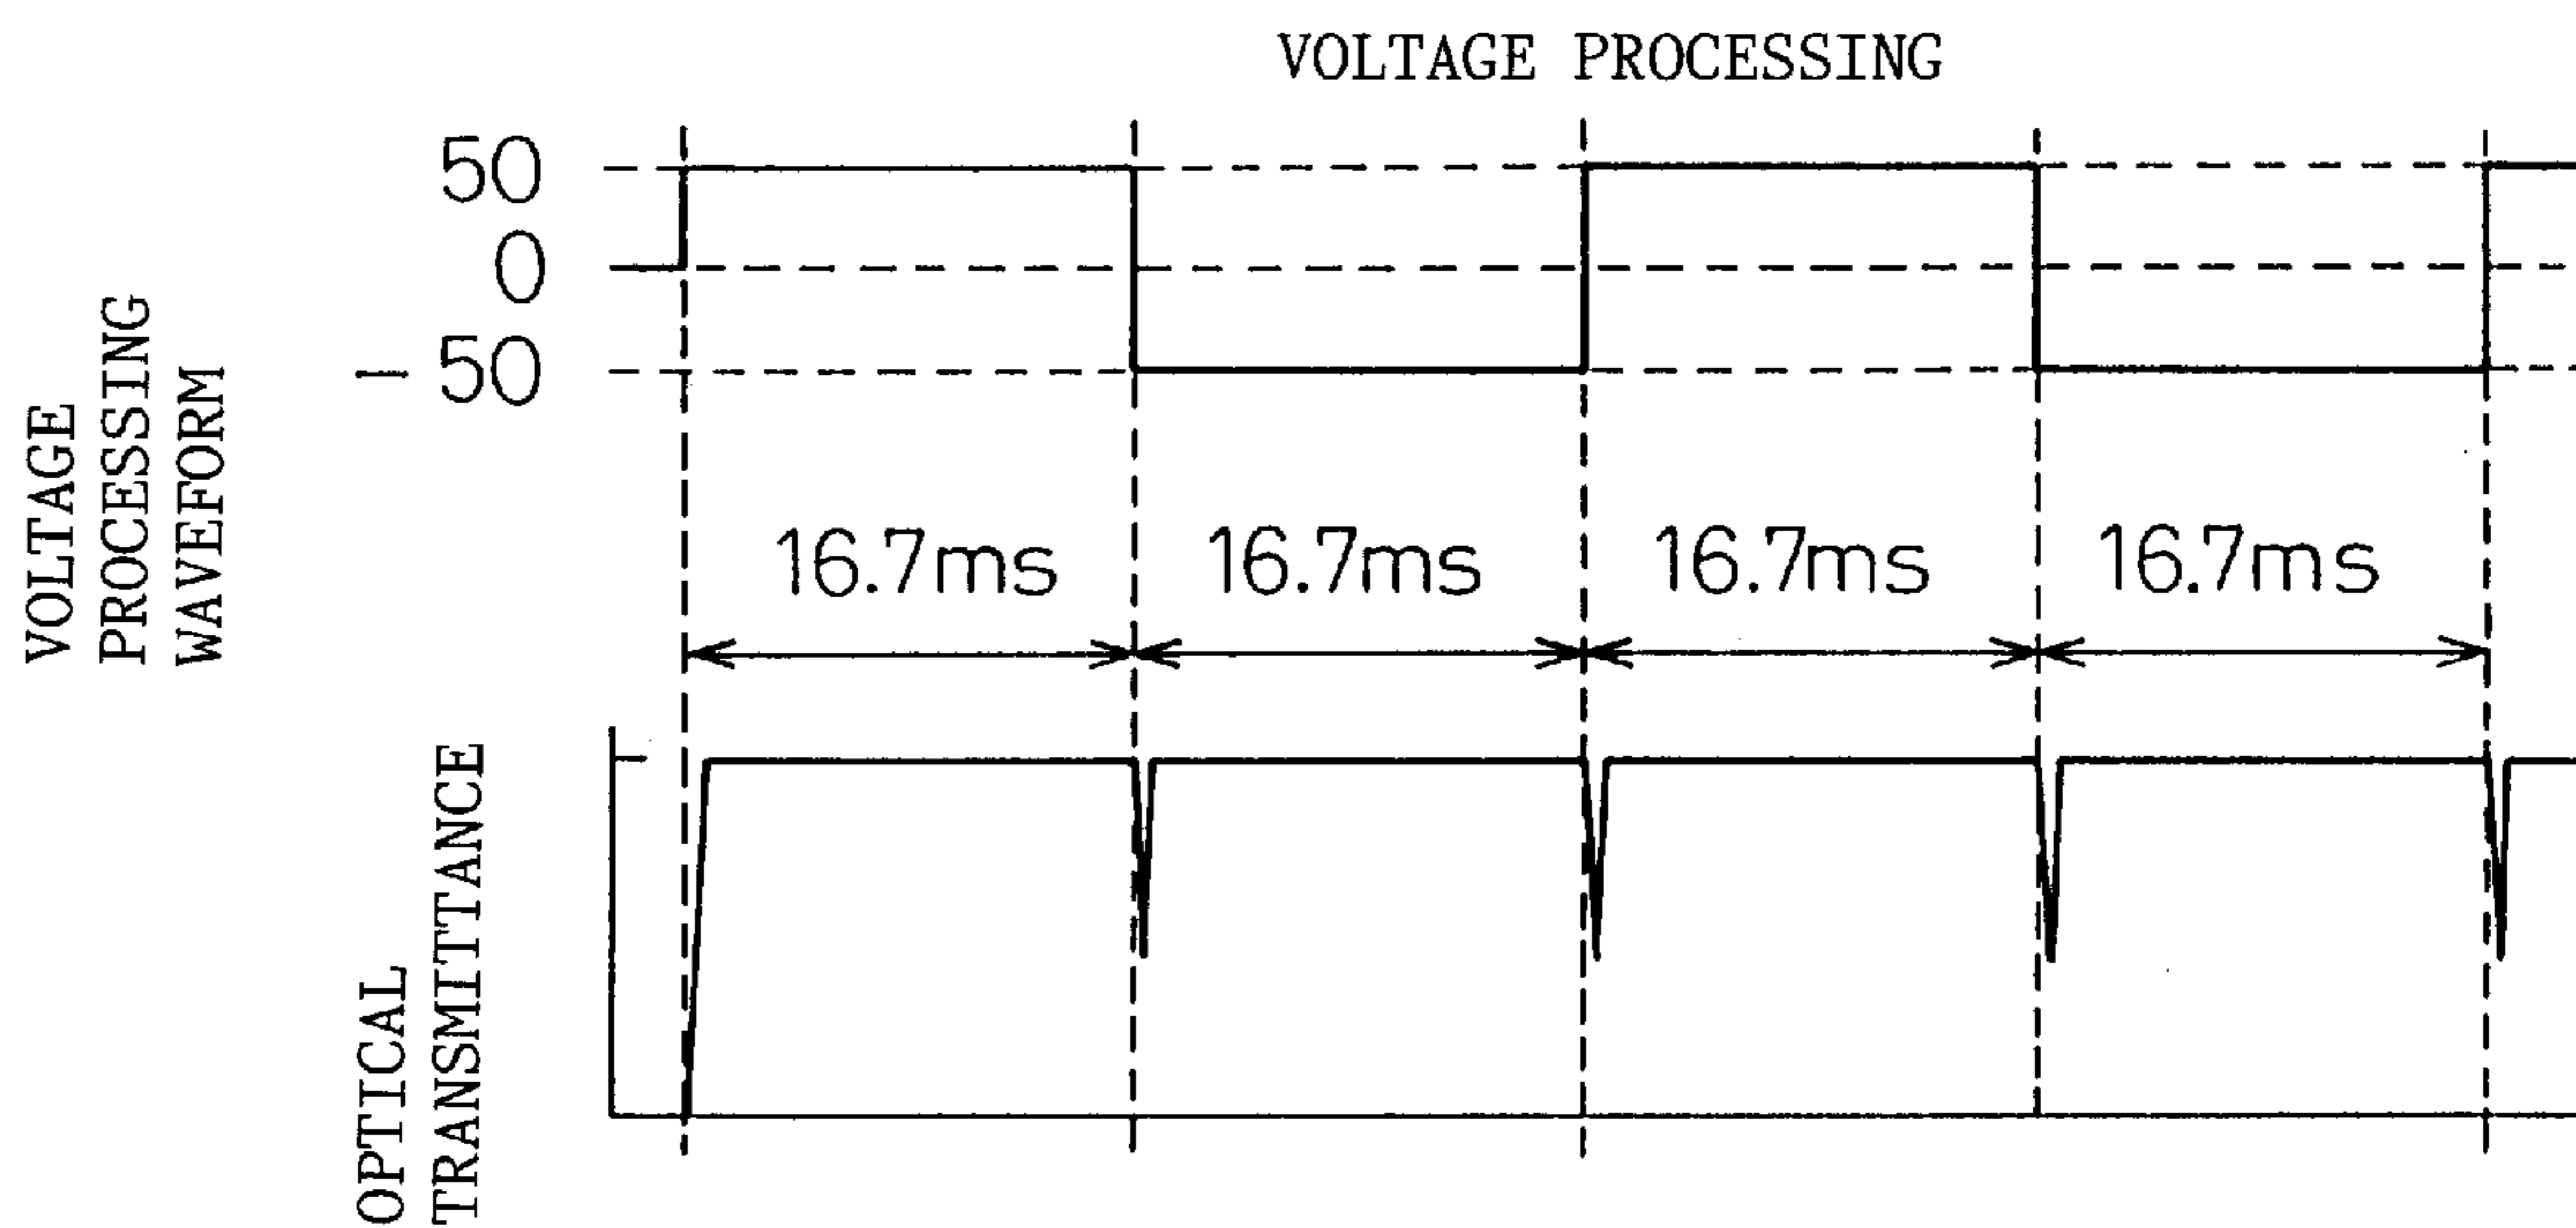 VOLTAGE PROCESSING
VOLTAGE
PROCESSING
WAVEFORM
50
0
-50
16.7ms 16.7ms 16.7ms 16.7ms
OPTICAL
TRANSMITTANCE